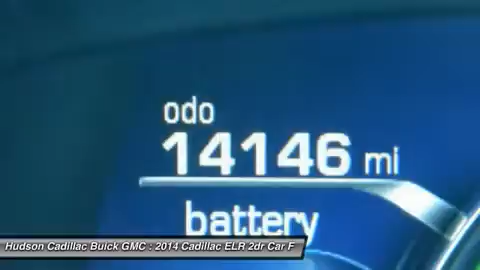 odo
14146 mi
battery
Hudson Cadillac Buick GMC : 2014 Cadillac ELR 2dr Car F